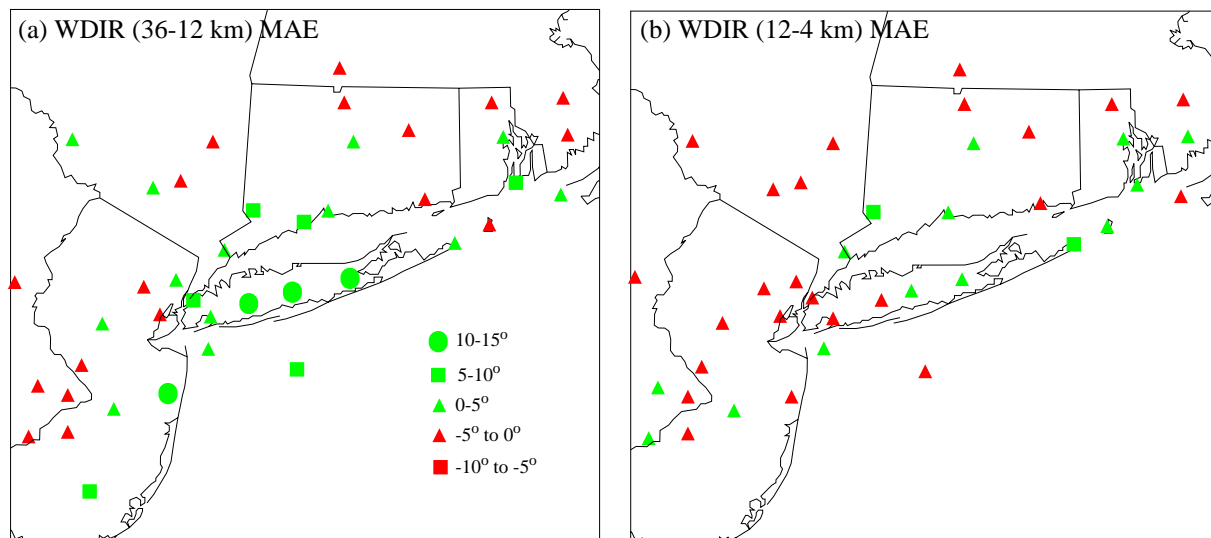 (a) WDIR (36-12 km) MAE
(b) WDIR (12-4 km) MAE
10-15º
5-10º
0-5º
-5º to 0º
-10º to -5º